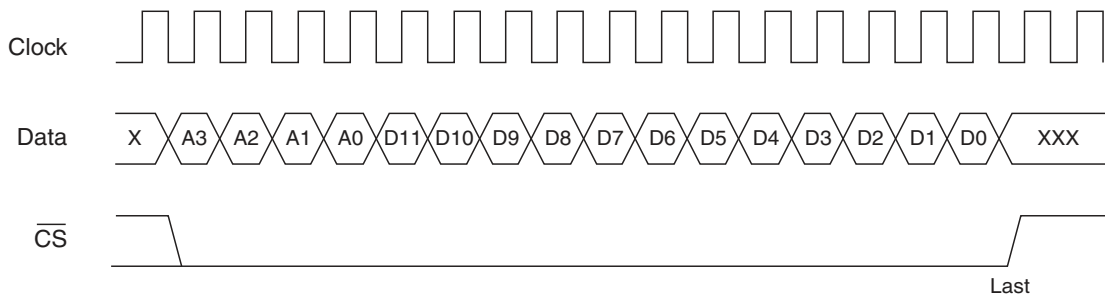 Clock
Data X A3 A2 A1 A0 D11 D10 D9 D8 D7 D6 D5 D4 D3 D2 D1 D0 XXX
C̅S̅
Last